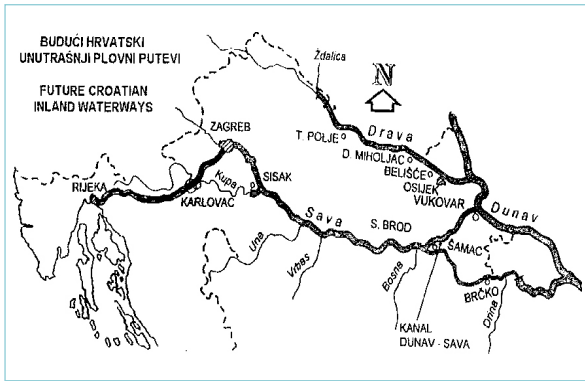 BUDUĆI HRVATSKI
UNUTRAŠNJI PLOVNI PUTEVI
FUTURE CROATIAN
INLAND WATERWAYS
Ždalica
N
ZAGREB
T. POLJE
Drava
D. MIHOLJAC
BELIŠĆE
OSIJEK
VUKOVAR
Dunav
RIJEKA
KARLOVAC
Kupa
SISAK
Sava
S. BROD
ŠAMAC
Una
Vrbas
Bosna
BRČKO
Drina
KANAL
DUNAV - SAVA